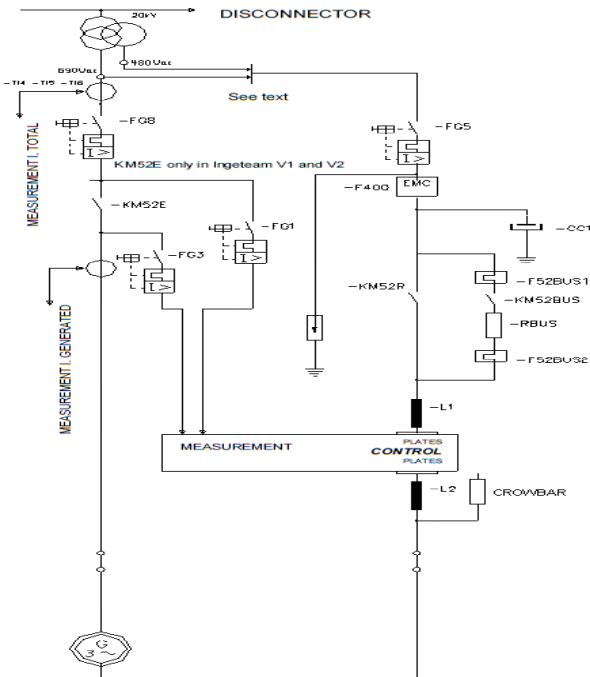 20kV
DISCONNECTOR
480Vac
690Vac
-TI4 -TI5 -TI6
See text
-FG8
-FG5
I>
I>
MEASUREMENT I. TOTAL
KM52E only in Ingeteam V1 and V2
-F400
EMC
-KM52E
-FG1
-CC1
-FG3
I>
I>
-F52BUS1
-KM52R
-KM52BUS
-RBUS
-F52BUS2
MEASUREMENT I. GENERATED
-L1
MEASUREMENT
PLATES
CONTROL
PLATES
-L2
CROWBAR
G
3 ~